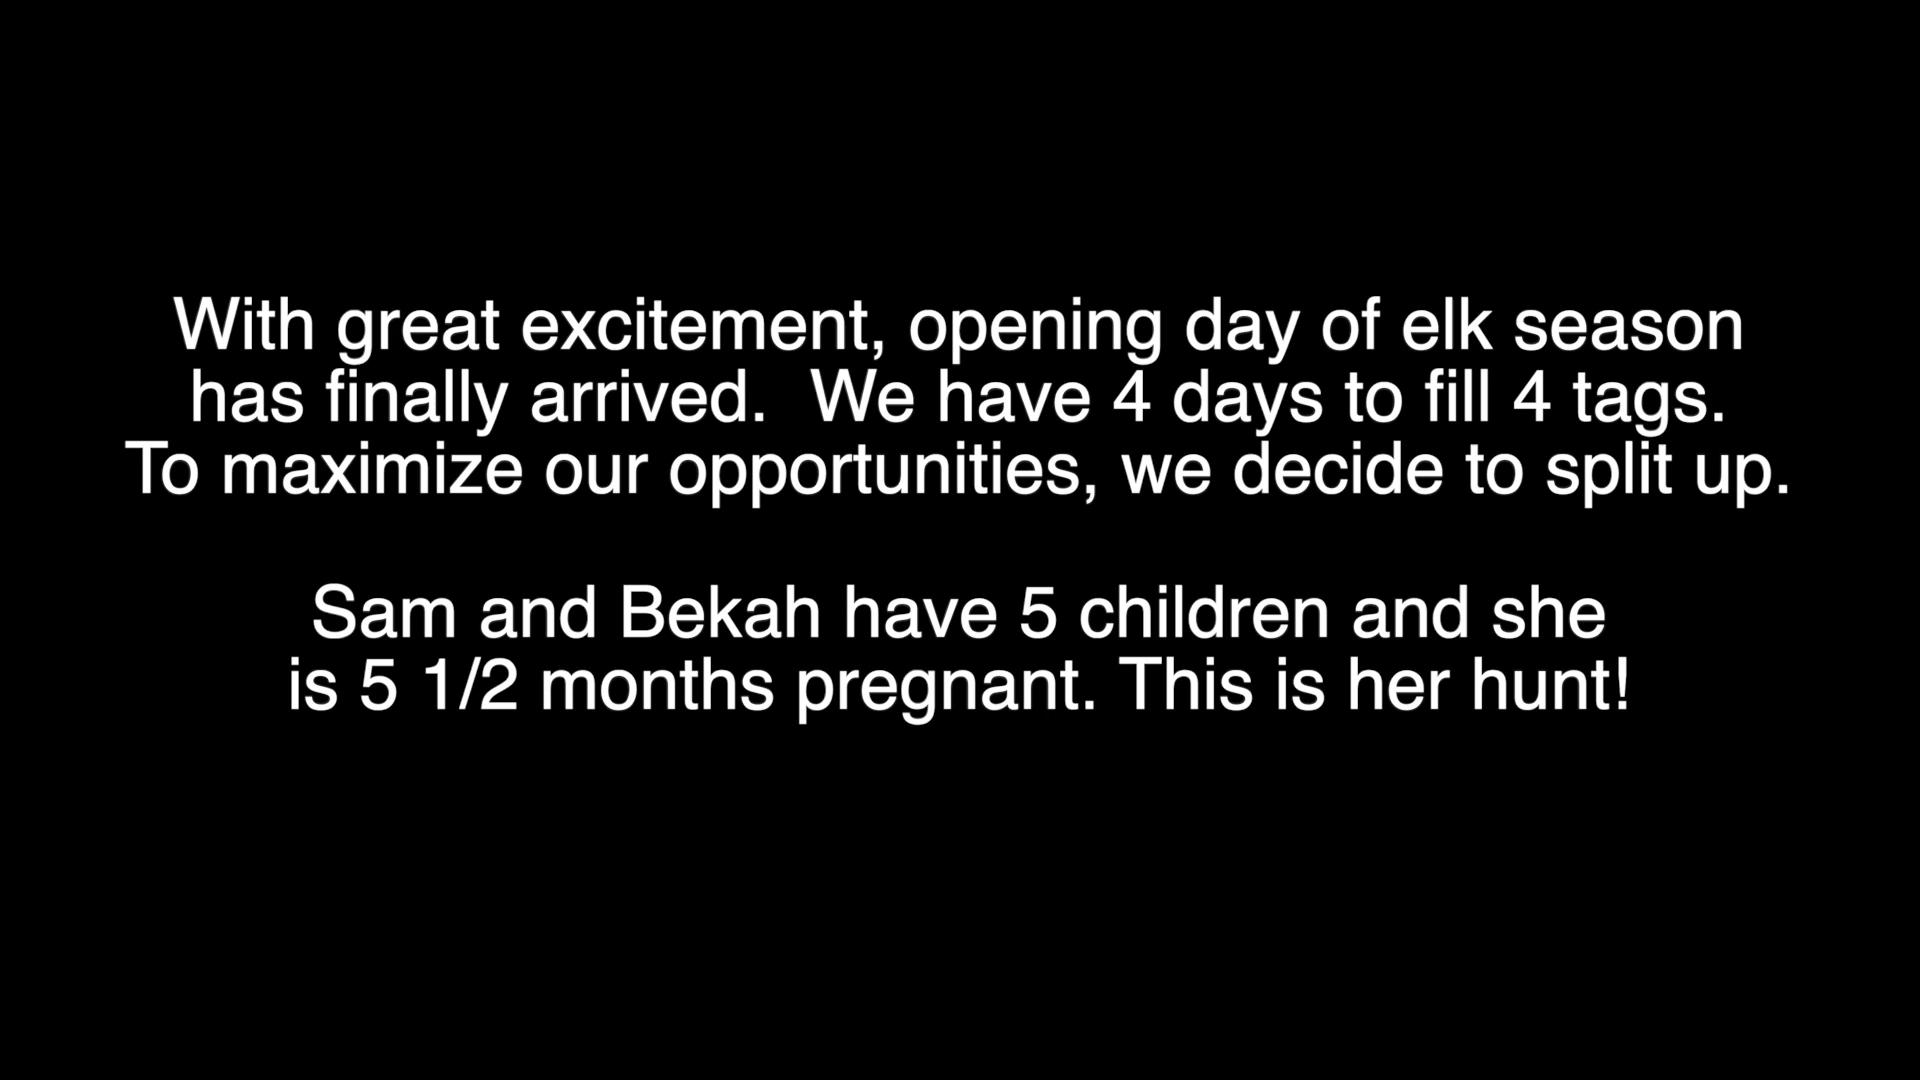 With great excitement, opening day of elk season
has finally arrived.  We have 4 days to fill 4 tags.
To maximize our opportunities, we decide to split up.

Sam and Bekah have 5 children and she
is 5 1/2 months pregnant. This is her hunt!